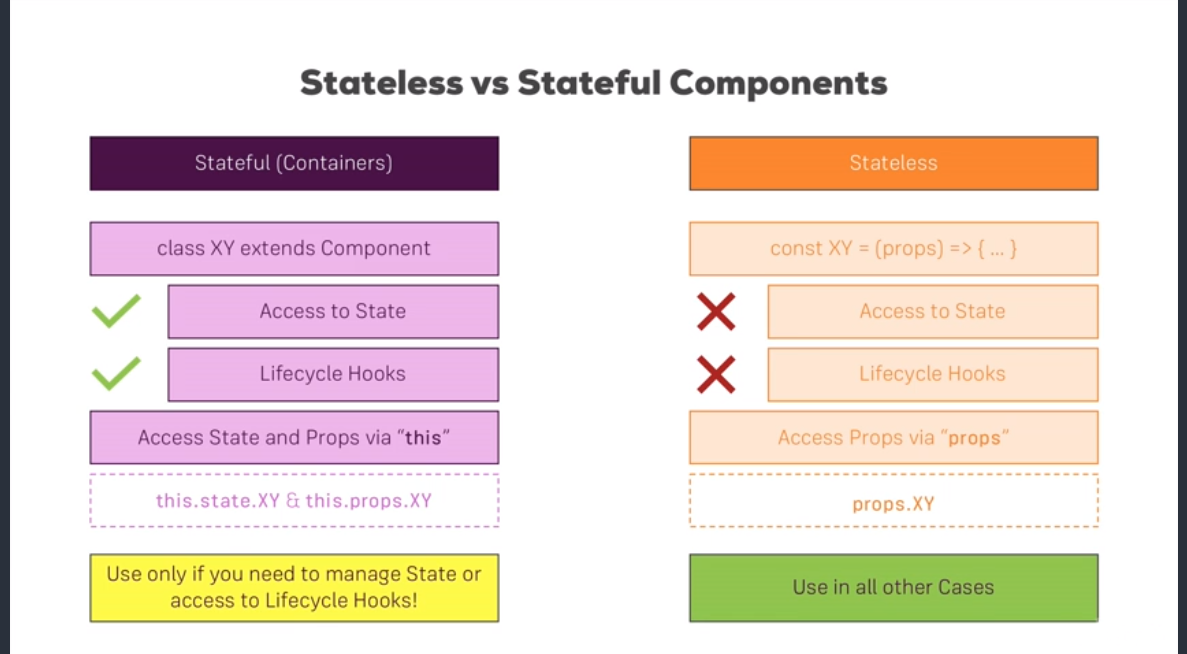 Stateless vs Stateful Components
Stateful (Containers)
class XY extends Component
Access to State
Lifecycle Hooks
Access State and Props via “this”
this.state.XY & this.props.XY
Use only if you need to manage State or
access to Lifecycle Hooks!
Stateless
const XY = (props) => { ... }
Access to State
Lifecycle Hooks
Access Props via “props”
props.XY
Use in all other Cases